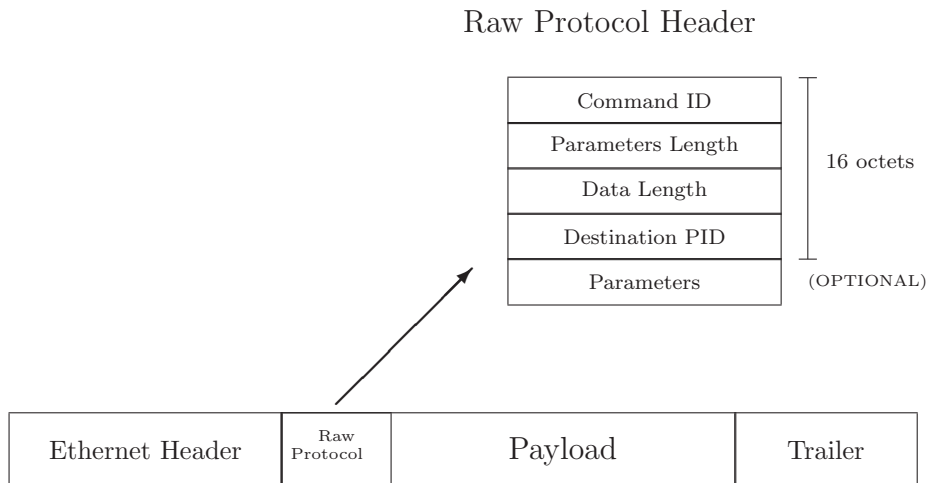 Raw Protocol Header
Command ID
Parameters Length
Data Length
Destination PID
Parameters
16 octets
(OPTIONAL)
Ethernet Header
Raw
Protocol
Payload
Trailer